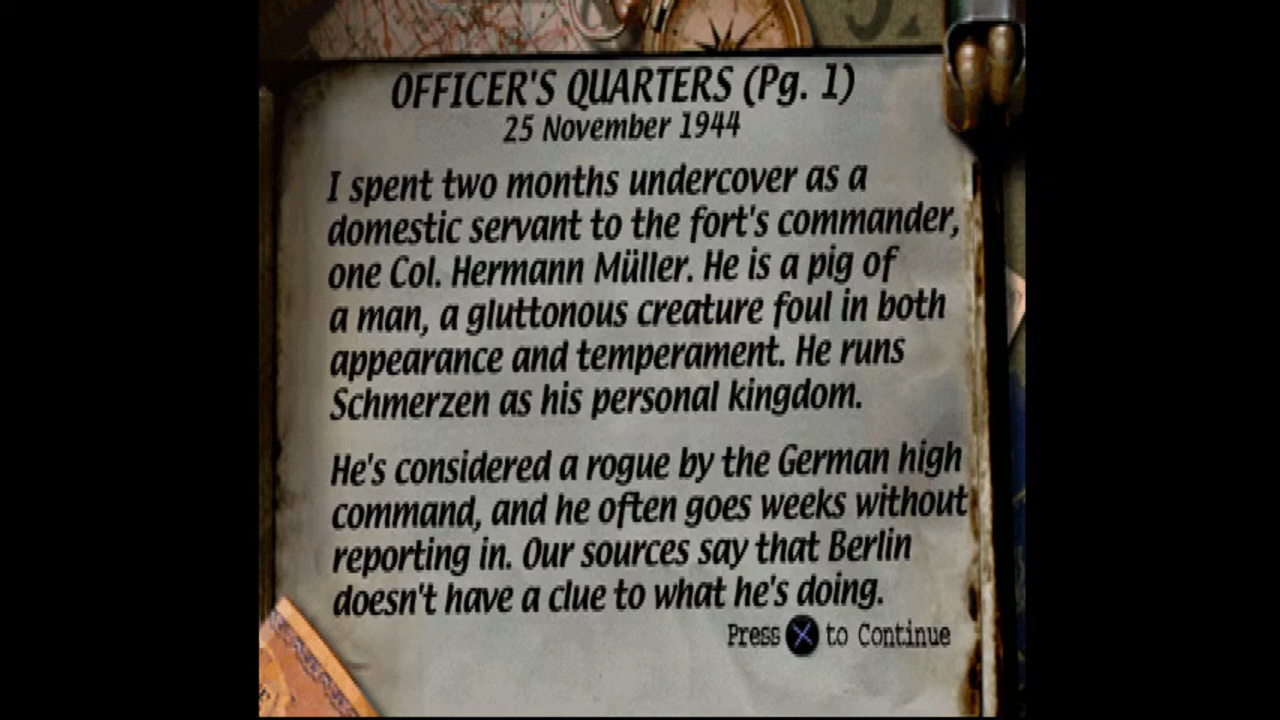 OFFICER'S QUARTERS (Pg. 1)
25 November 1944
I spent two months undercover as a
domestic servant to the fort's commander,
one Col. Hermann Müller. He is a pig of
a man, a gluttonous creature foul in both
appearance and temperament. He runs
Schmerzen as his personal kingdom.
He's considered a rogue by the German high
command, and he often goes weeks without
reporting in. Our sources say that Berlin
doesn't have a clue to what he's doing.
Press X to Continue